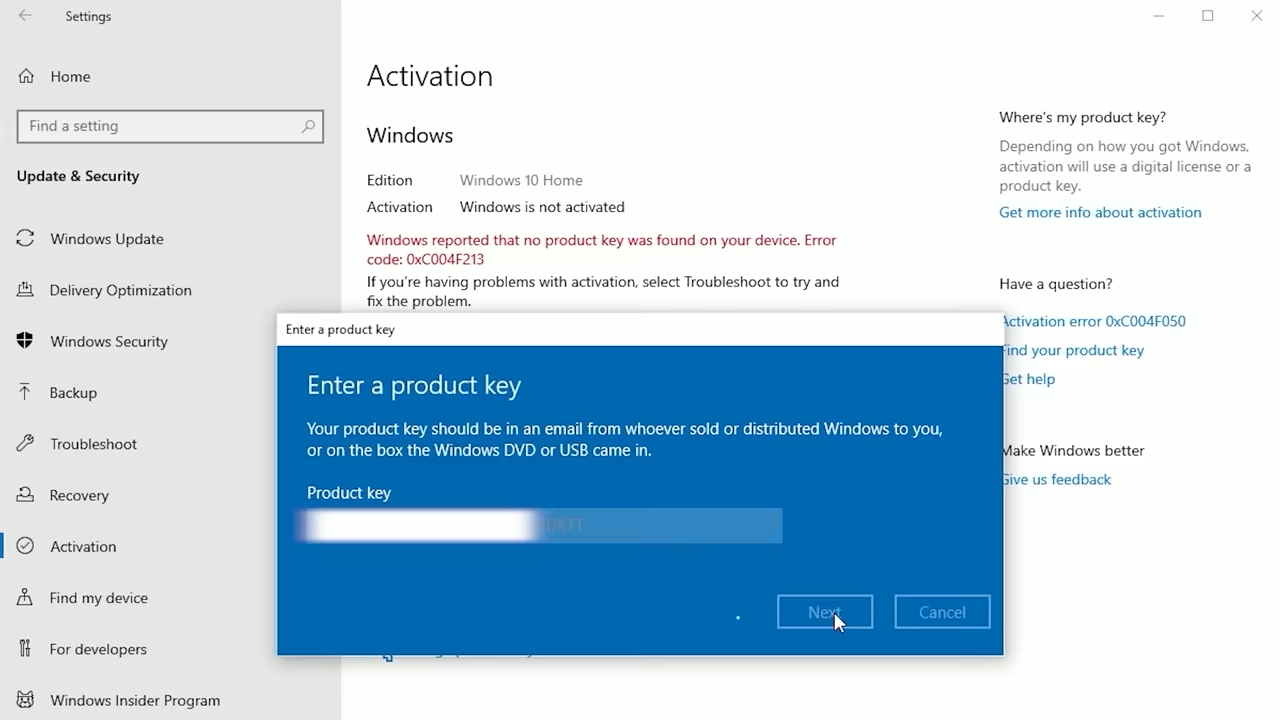 Settings
Home
Find a setting
Update & Security
Windows Update
Delivery Optimization
Windows Security
Backup
Troubleshoot
Recovery
Activation
Find my device
For developers
Windows Insider Program
Activation
Windows
Edition Windows 10 Home
Activation Windows is not activated
Windows reported that no product key was found on your device. Error
code: 0xC004F213
If you're having problems with activation, select Troubleshoot to try and
fix the problem.
Enter a product key
Enter a product key
Your product key should be in an email from whoever sold or distributed Windows to you,
or on the box the Windows DVD or USB came in.
Product key
Next
Cancel
Where's my product key?
Depending on how you got Windows,
activation will use a digital license or a
product key.
Get more info about activation
Have a question?
Activation error 0xC004F050
Find your product key
Get help
Make Windows better
Give us feedback